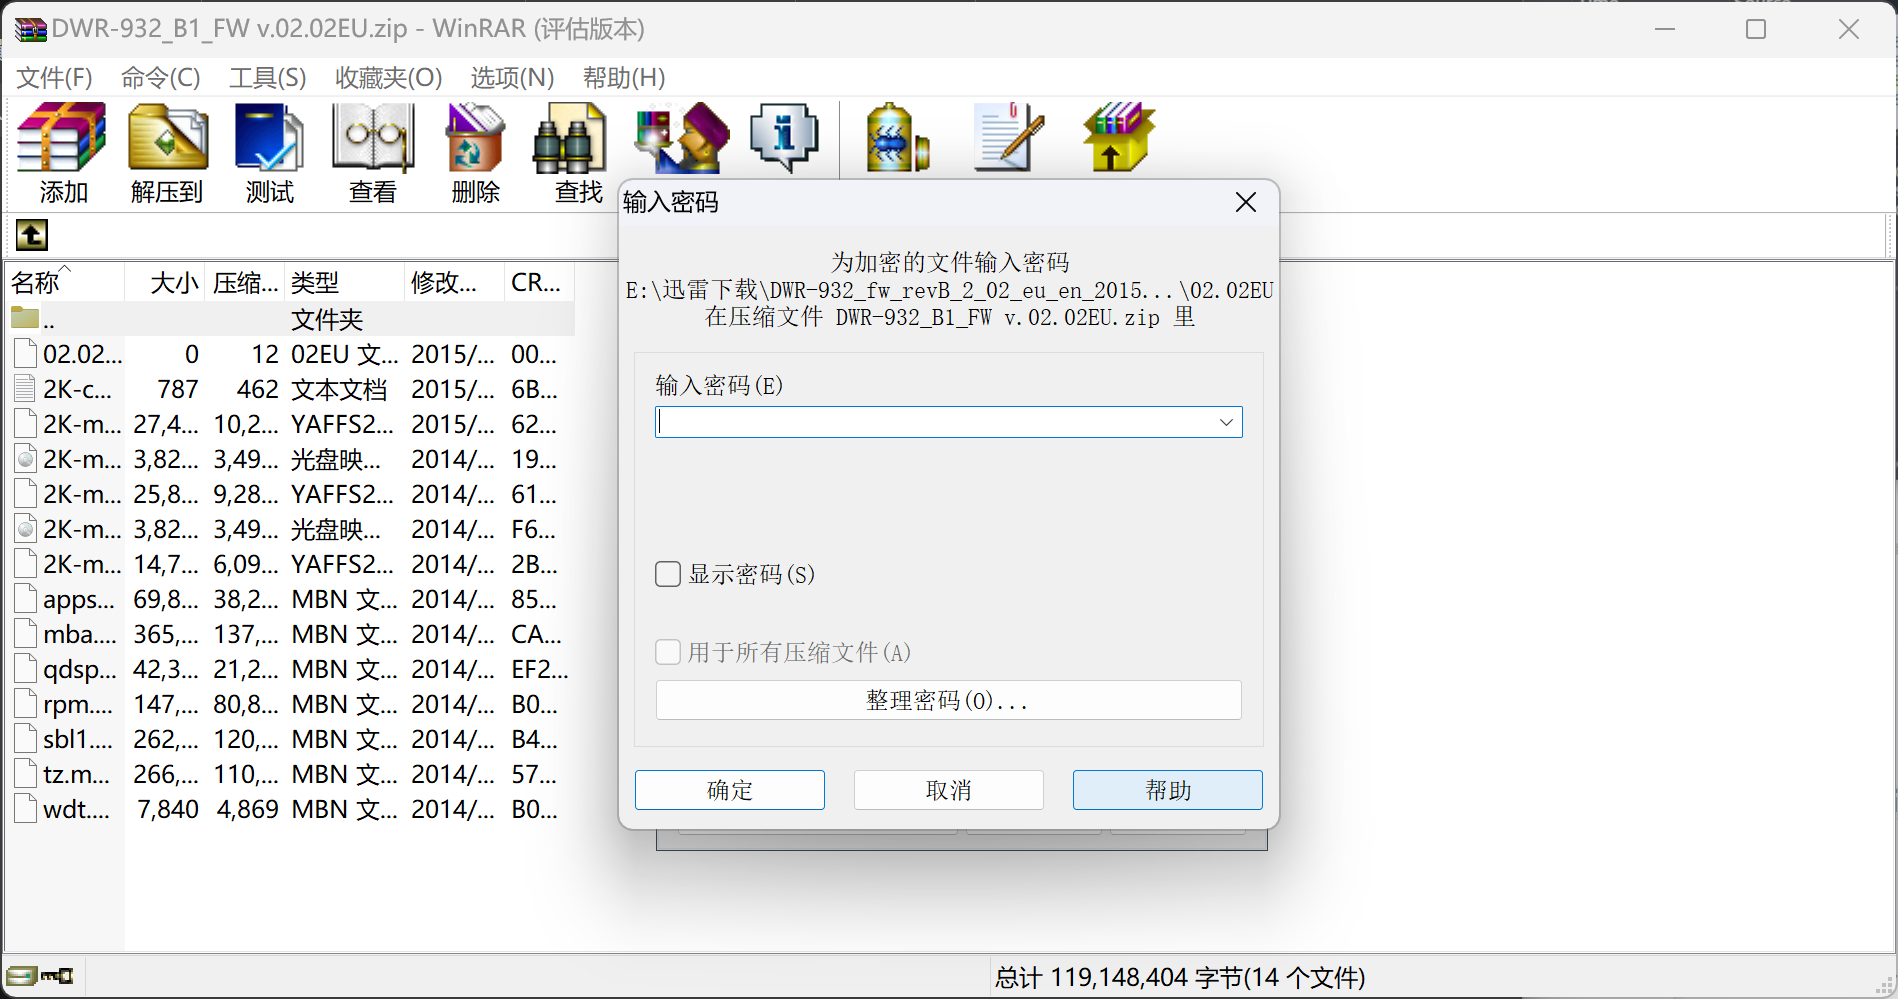 DWR-932_B1_FW v.02.02EU.zip - WinRAR (评估版本)
文件(F) 命令(C) 工具(S) 收藏夹(O) 选项(N) 帮助(H)
添加 解压到 测试 查看 删除 查找
名称 大小 压缩... 类型 修改... CR...
.. 文件夹
02.02... 0 12 02EU 文... 2015/... 00...
2K-c... 787 462 文本文档 2015/... 6B...
2K-m... 27,4... 10,2... YAFFS2... 2015/... 62...
2K-m... 3,82... 3,49... 光盘映... 2014/... 19...
2K-m... 25,8... 9,28... YAFFS2... 2014/... 61...
2K-m... 3,82... 3,49... 光盘映... 2014/... F6...
2K-m... 14,7... 6,09... YAFFS2... 2014/... 2B...
apps... 69,8... 38,2... MBN 文... 2014/... 85...
mba.... 365,... 137,... MBN 文... 2014/... CA...
qdsp... 42,3... 21,2... MBN 文... 2014/... EF2...
rpm.... 147,... 80,8... MBN 文... 2014/... B0...
sbl1.... 262,... 120,... MBN 文... 2014/... B4...
tz.m... 266,... 110,... MBN 文... 2014/... 57...
wdt.... 7,840 4,869 MBN 文... 2014/... B0...
输入密码
为加密的文件输入密码
E:\迅雷下载\DWR-932_fw_revB_2_02_eu_en_2015...\02.02EU
在压缩文件 DWR-932_B1_FW v.02.02EU.zip 里
输入密码(E)
显示密码(S)
用于所有压缩文件(A)
整理密码(O)...
确定 取消 帮助
总计 119,148,404 字节(14 个文件)